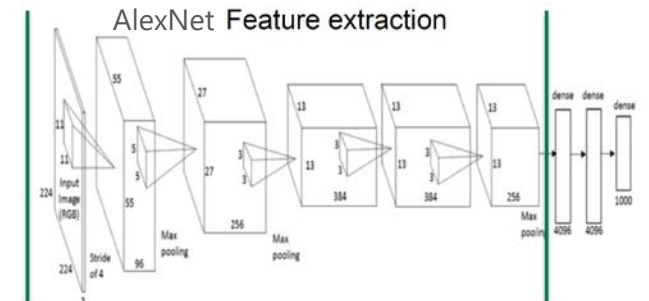 AlexNet Feature extraction
55
27
13
13
13
dense
dense
dense
11
11
5
5
55
3
3
27
3
3
13
3
3
13
13
224
Input
Image
(RGB)
384
384
256
1000
256
Max
pooling
4096
4096
Max
pooling
Max
pooling
Stride
of 4
96
224
3